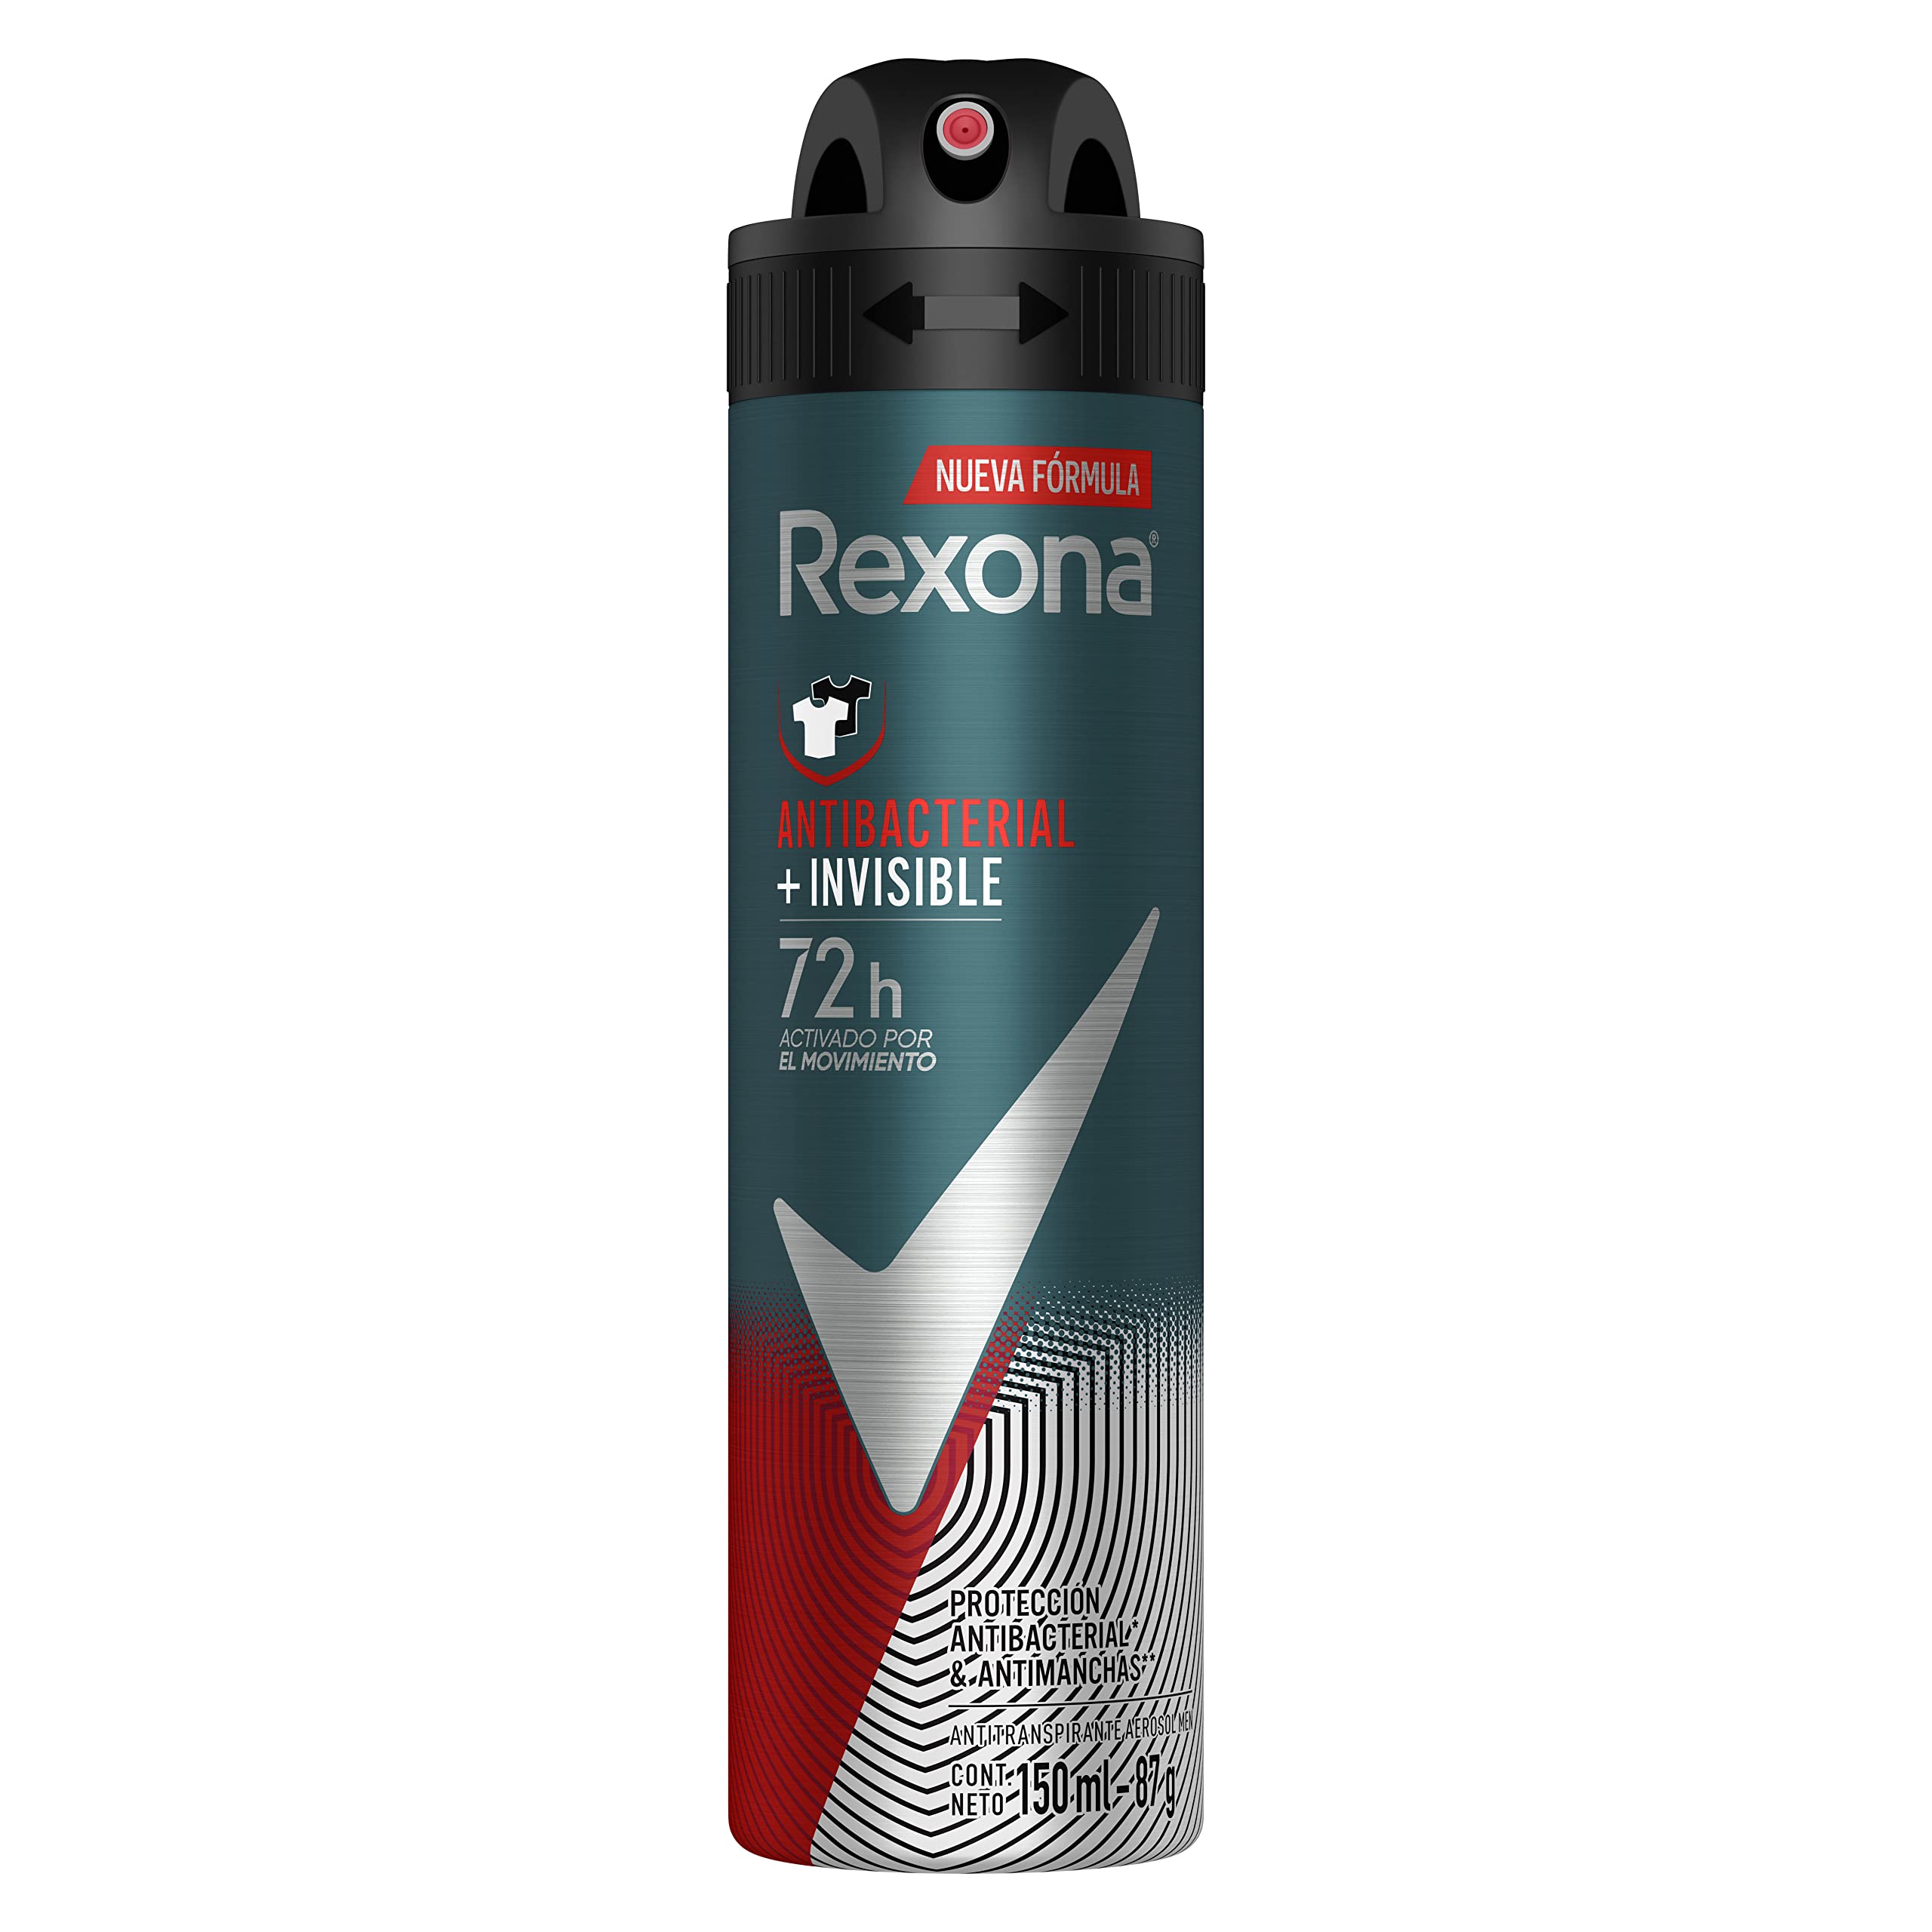 NUEVA FÓRMULA
Rexona®
ANTIBACTERIAL
+ INVISIBLE
72 h
ACTIVADO POR
EL MOVIMIENTO
PROTECCIÓN
ANTIBACTERIAL*
& ANTIMANCHAS**
ANTITRANSPIRANTE AEROSOL MEN
CONT. NETO 150 ml - 87 g